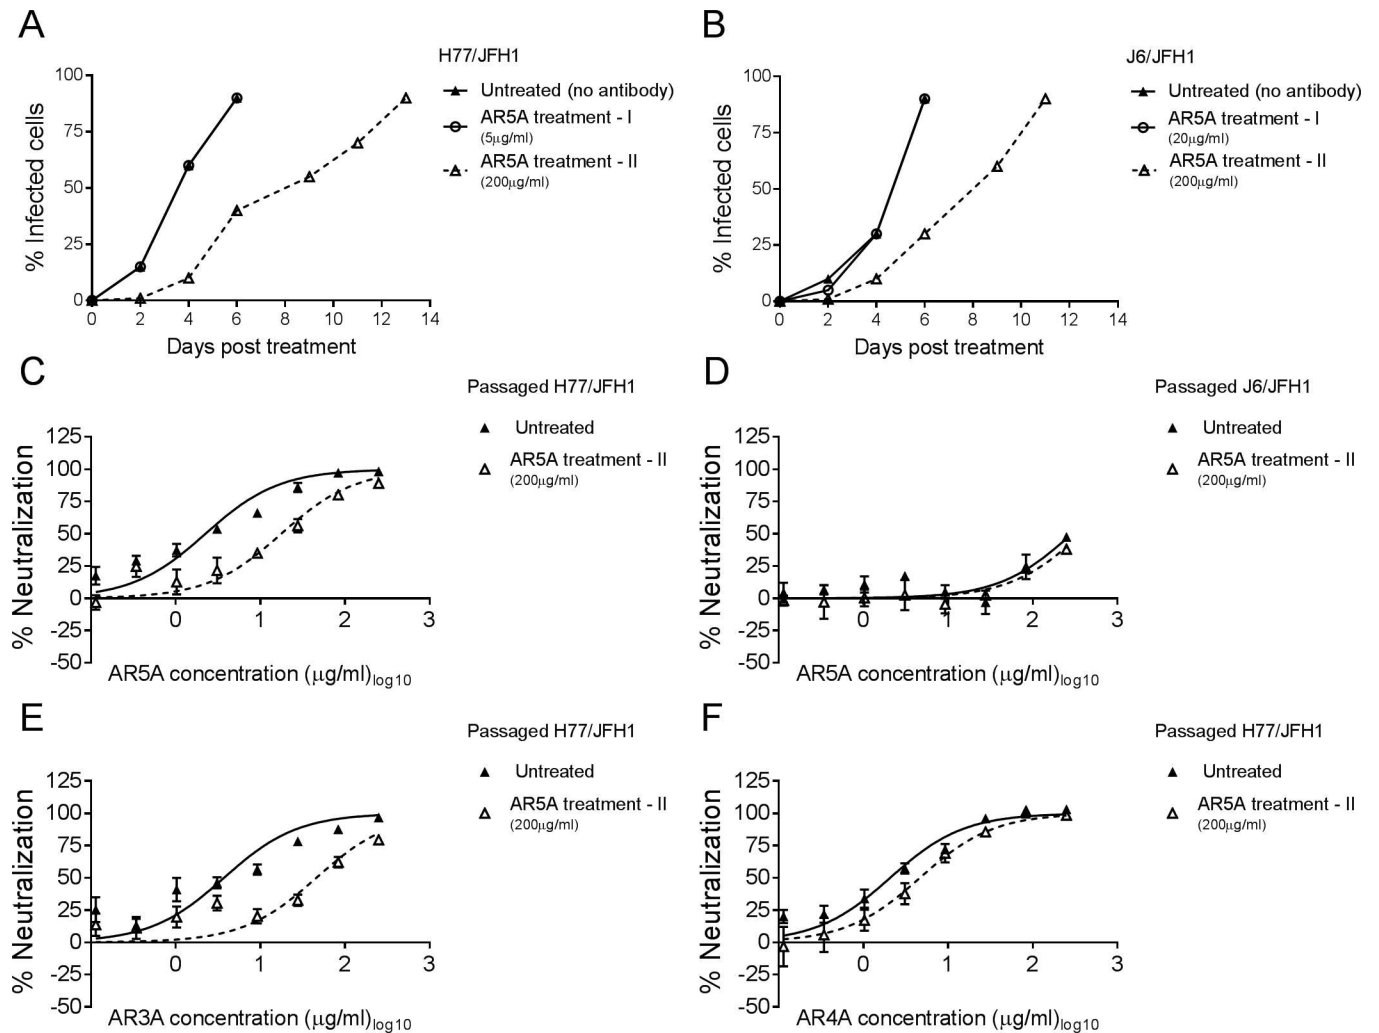 A
H77/JFH1
Untreated (no antibody)
AR5A treatment - I
(5μg/ml)
AR5A treatment - II
(200μg/ml)
% Infected cells
100
75
50
25
0
0 2 4 6 8 10 12 14
Days post treatment
B
J6/JFH1
Untreated (no antibody)
AR5A treatment - I
(20μg/ml)
AR5A treatment - II
(200μg/ml)
% Infected cells
100
75
50
25
0
0 2 4 6 8 10 12 14
Days post treatment
C
Passaged H77/JFH1
Untreated
AR5A treatment - II
(200μg/ml)
% Neutralization
125
100
75
50
25
0
-25
-50
0 1 2 3
AR5A concentration (μg/ml)log10
D
Passaged J6/JFH1
Untreated
AR5A treatment - II
(200μg/ml)
% Neutralization
125
100
75
50
25
0
-25
-50
0 1 2 3
AR5A concentration (μg/ml)log10
E
Passaged H77/JFH1
Untreated
AR5A treatment - II
(200μg/ml)
% Neutralization
125
100
75
50
25
0
-25
-50
0 1 2 3
AR3A concentration (μg/ml)log10
F
Passaged H77/JFH1
Untreated
AR5A treatment - II
(200μg/ml)
% Neutralization
125
100
75
50
25
0
-25
-50
0 1 2 3
AR4A concentration (μg/ml)log10